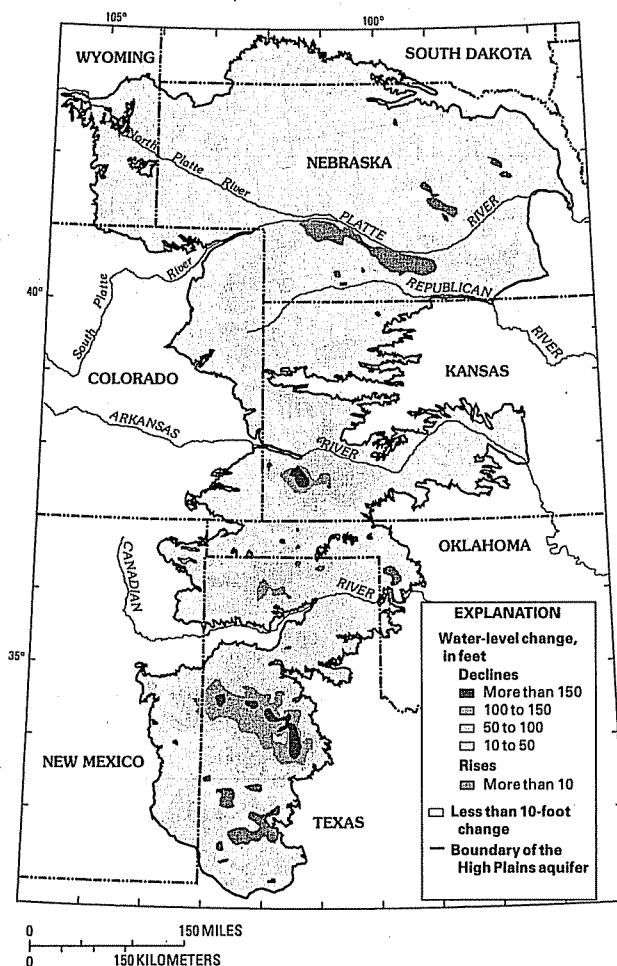 105°
100°
WYOMING
SOUTH DAKOTA
North Platte River
NEBRASKA
PLATTE RIVER
South Platte River
REPUBLICAN RIVER
40°
COLORADO
KANSAS
ARKANSAS RIVER
OKLAHOMA
CANADIAN RIVER
35°
NEW MEXICO
TEXAS
EXPLANATION
Water-level change,
in feet
Declines
More than 150
100 to 150
50 to 100
10 to 50
Rises
More than 10
Less than 10-foot
change
Boundary of the
High Plains aquifer
0 150 MILES
0 150 KILOMETERS